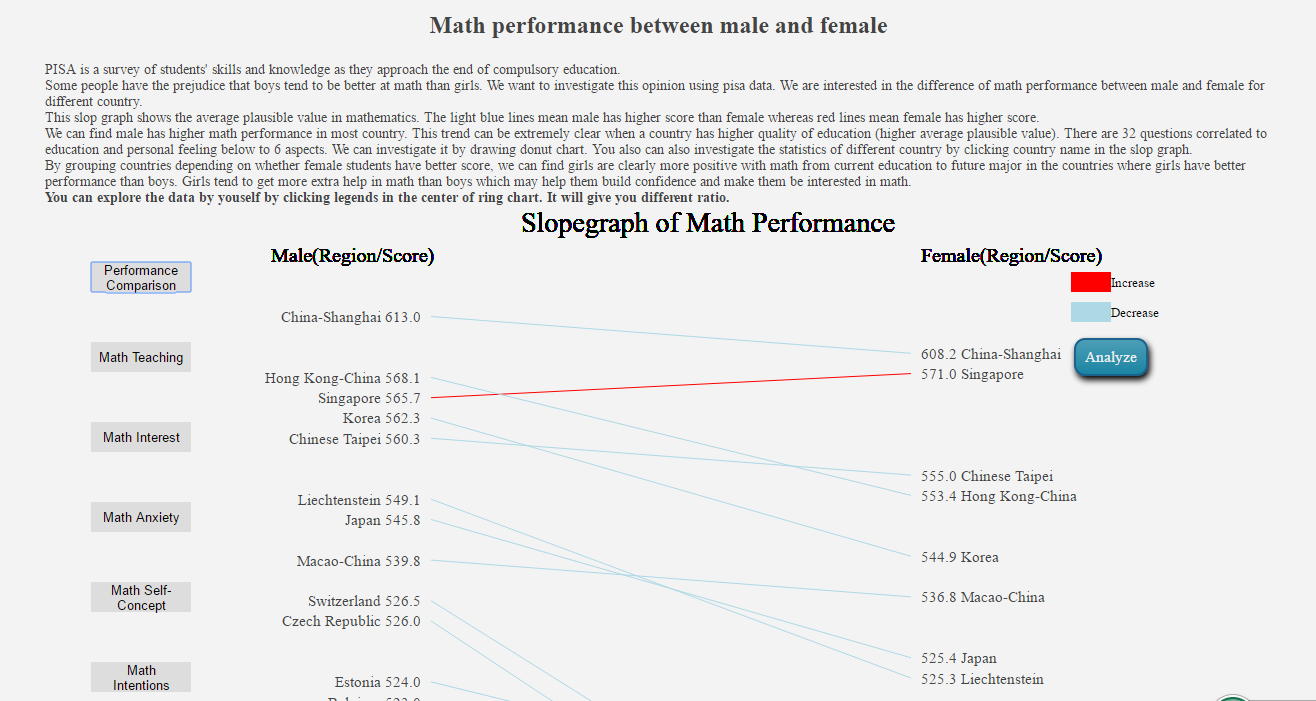 Math performance between male and female
PISA is a survey of students' skills and knowledge as they approach the end of compulsory education.
Some people have the prejudice that boys tend to be better at math than girls. We want to investigate this opinion using pisa data. We are interested in the difference of math performance between male and female for
different country.
This slop graph shows the average plausible value in mathematics. The light blue lines mean male has higher score than female whereas red lines mean female has higher score.
We can find male has higher math performance in most country. This trend can be extremely clear when a country has higher quality of education (higher average plausible value). There are 32 questions correlated to
education and personal feeling below to 6 aspects. We can investigate it by drawing donut chart. You also can also investigate the statistics of different country by clicking country name in the slop graph.
By grouping countries depending on whether female students have better score, we can find girls are clearly more positive with math from current education to future major in the countries where girls have better
performance than boys. Girls tend to get more extra help in math than boys which may help them build confidence and make them be interested in math.
You can explore the data by youself by clicking legends in the center of ring chart. It will give you different ratio.
Slopegraph of Math Performance
Male(Region/Score)
Female(Region/Score)
Performance
Comparison
Increase
Decrease
China-Shanghai 613.0
Math Teaching
608.2 China-Shanghai
Analyze
571.0 Singapore
Hong Kong-China 568.1
Singapore 565.7
Korea 562.3
Math Interest
Chinese Taipei 560.3
555.0 Chinese Taipei
553.4 Hong Kong-China
Liechtenstein 549.1
Math Anxiety
Japan 545.8
544.9 Korea
Macao-China 539.8
Math Self-
Concept
536.8 Macao-China
Switzerland 526.5
Czech Republic 526.0
525.4 Japan
Math
Intentions
525.3 Liechtenstein
Estonia 524.0